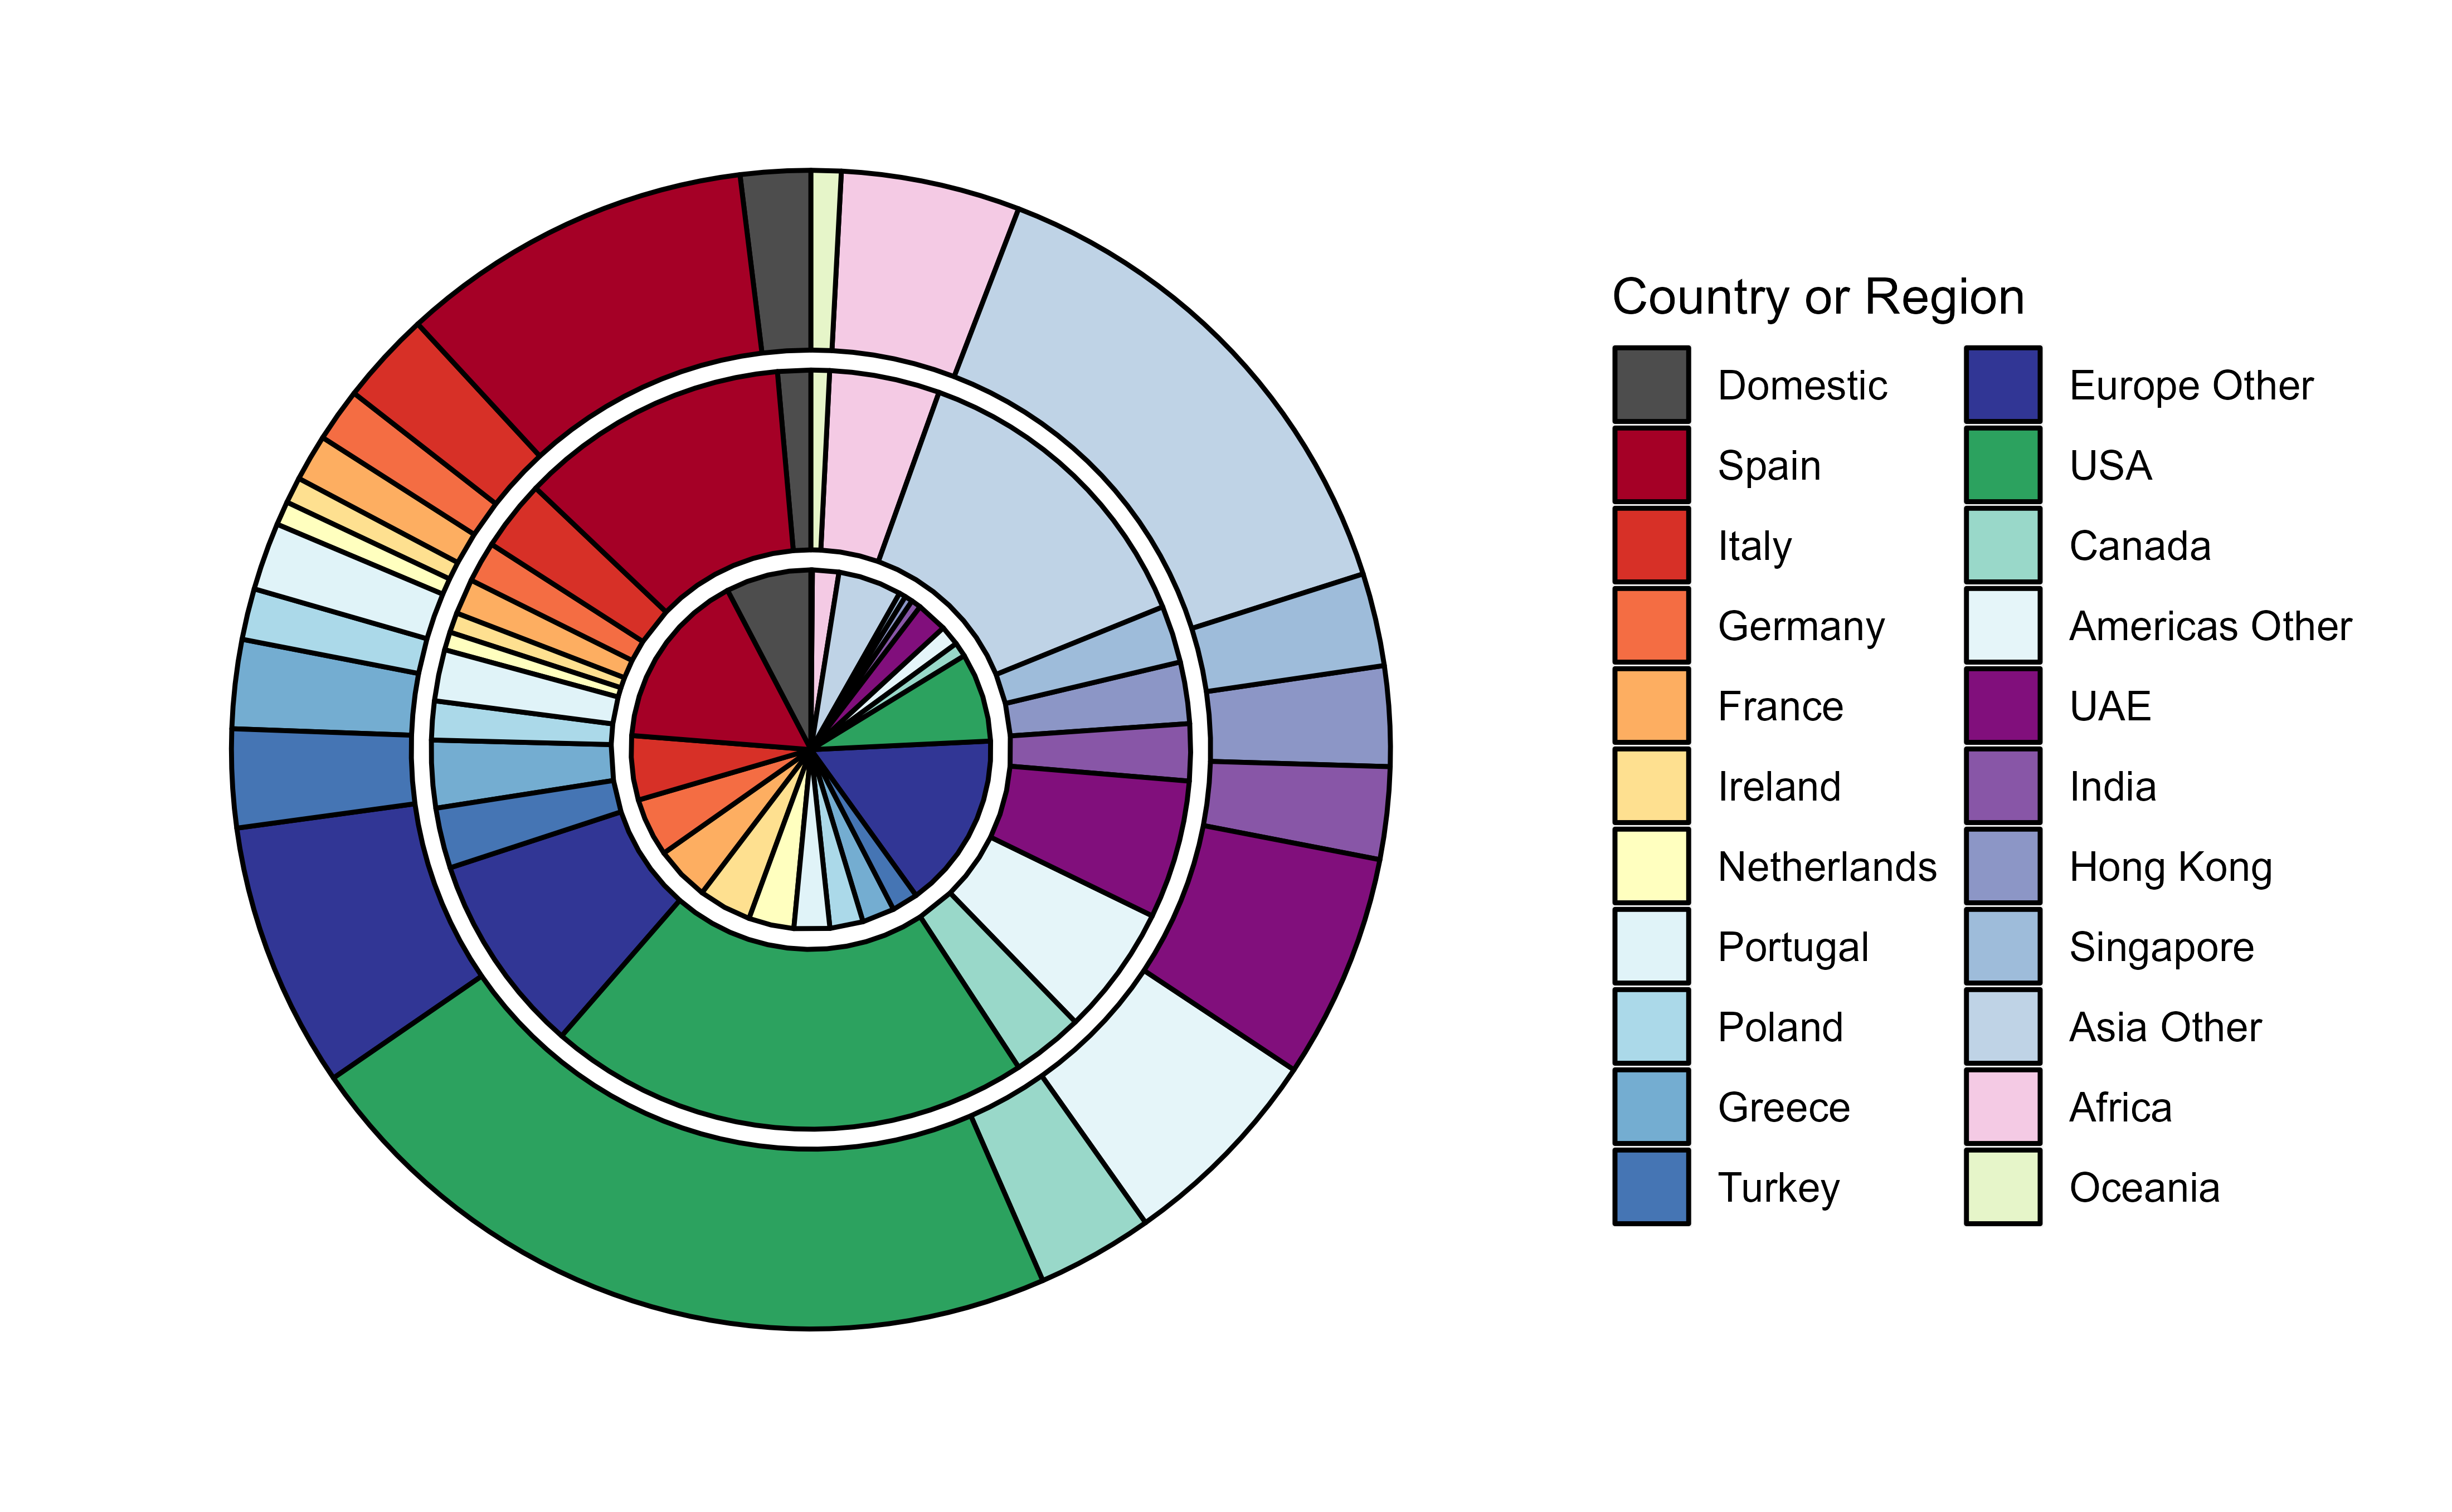 Country or Region
Domestic
Spain
Italy
Germany
France
Ireland
Netherlands
Portugal
Poland
Greece
Turkey
Europe Other
USA
Canada
Americas Other
UAE
India
Hong Kong
Singapore
Asia Other
Africa
Oceania